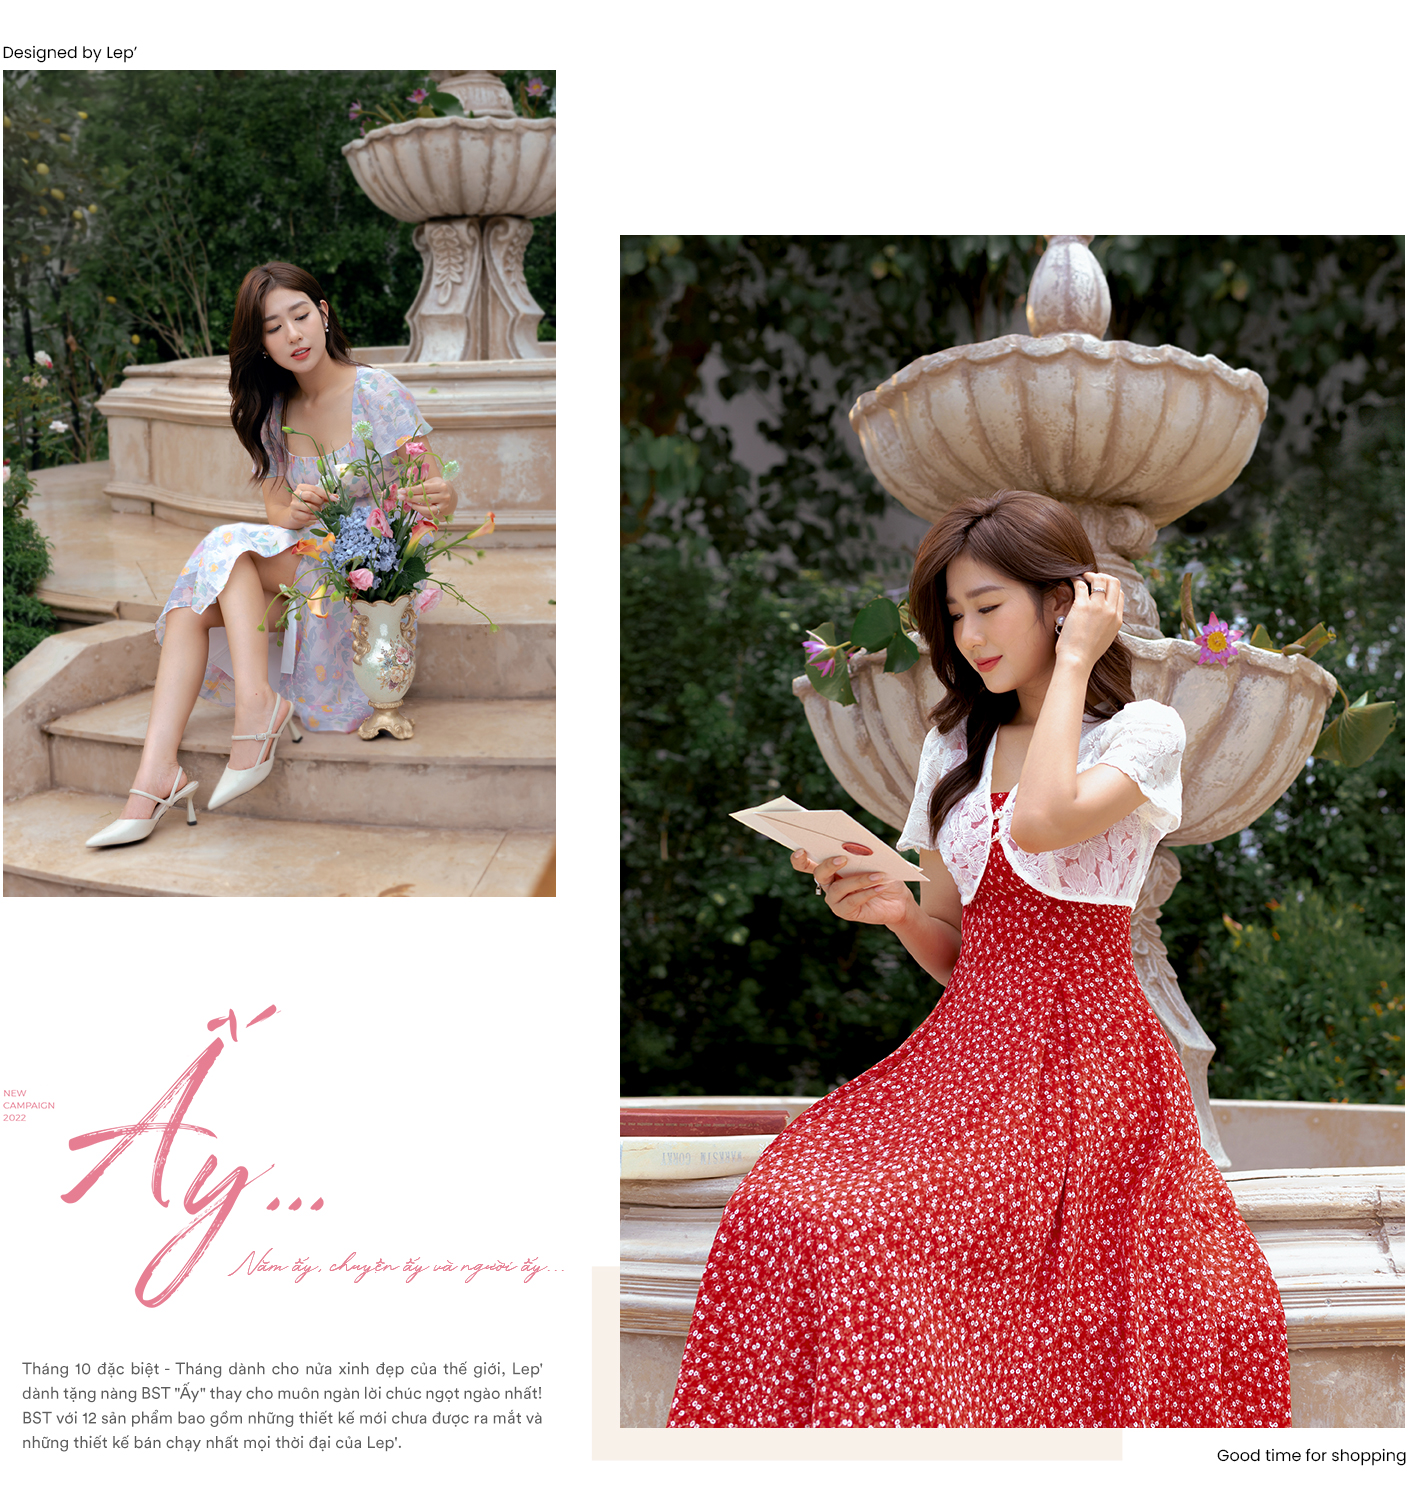 Designed by Lep'
NEW
CAMPAIGN
2022
Ấy...
Năm ấy, chuyện ấy và người ấy...
Tháng 10 đặc biệt - Tháng dành cho nửa xinh đẹp của thế giới, Lep'
dành tặng nàng BST "Ấy" thay cho muôn ngàn lời chúc ngọt ngào nhất!
BST với 12 sản phẩm bao gồm những thiết kế mới chưa được ra mắt và
những thiết kế bán chạy nhất mọi thời đại của Lep'.
Good time for shopping